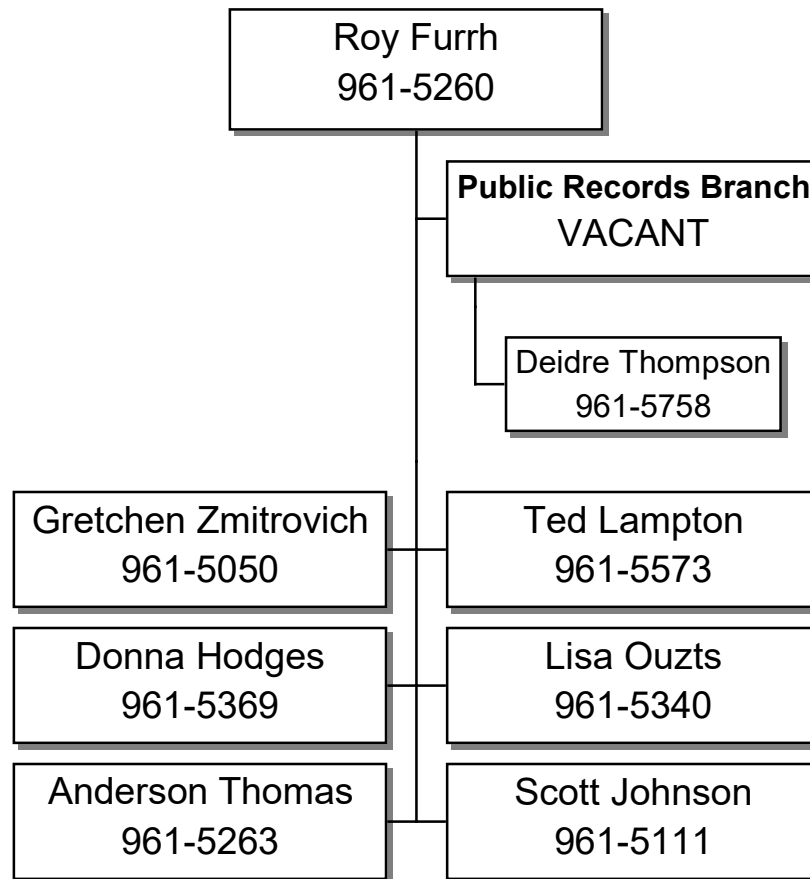 Roy Furrh
961-5260
Public Records Branch
VACANT
Deidre Thompson
961-5758
Gretchen Zmitrovich
961-5050
Ted Lampton
961-5573
Donna Hodges
961-5369
Lisa Ouzts
961-5340
Anderson Thomas
961-5263
Scott Johnson
961-5111